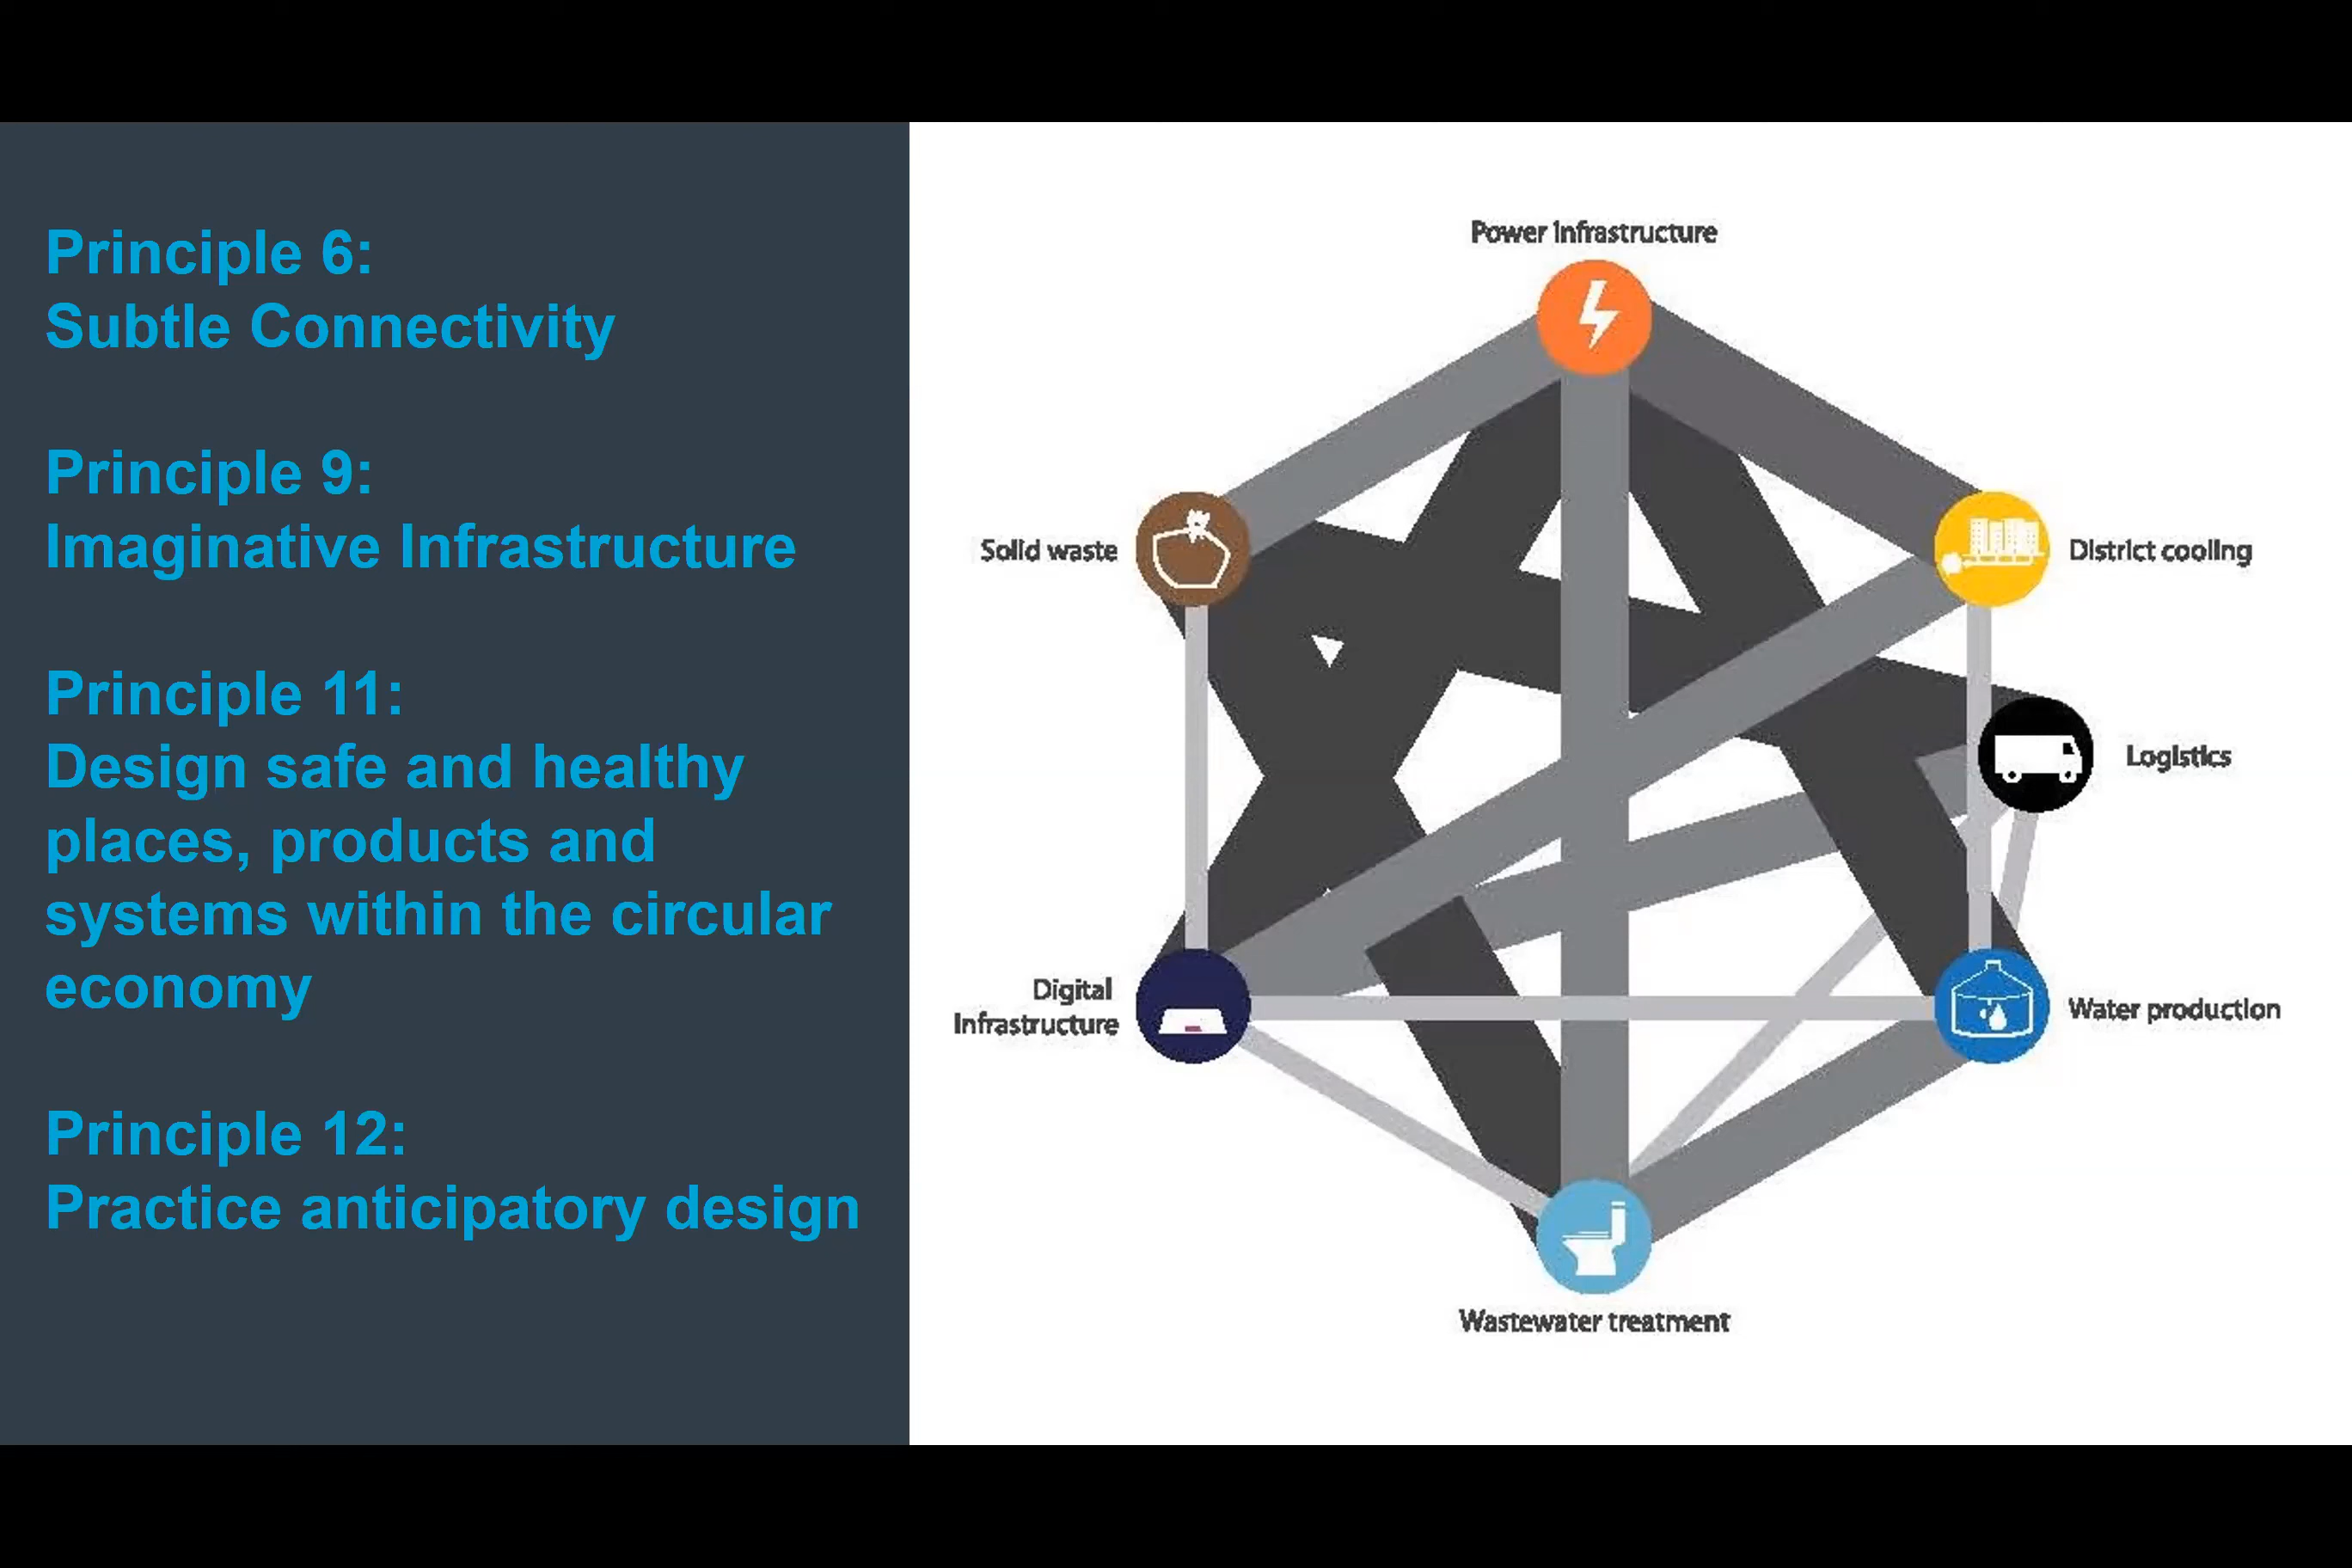 Principle 6:
Subtle Connectivity
Principle 9:
Imaginative Infrastructure
Principle 11:
Design safe and healthy
places, products and
systems within the circular
economy
Principle 12:
Practice anticipatory design
Power infrastructure
Solid waste
District cooling
Logistics
Digital
Infrastructure
Water production
Wastewater treatment